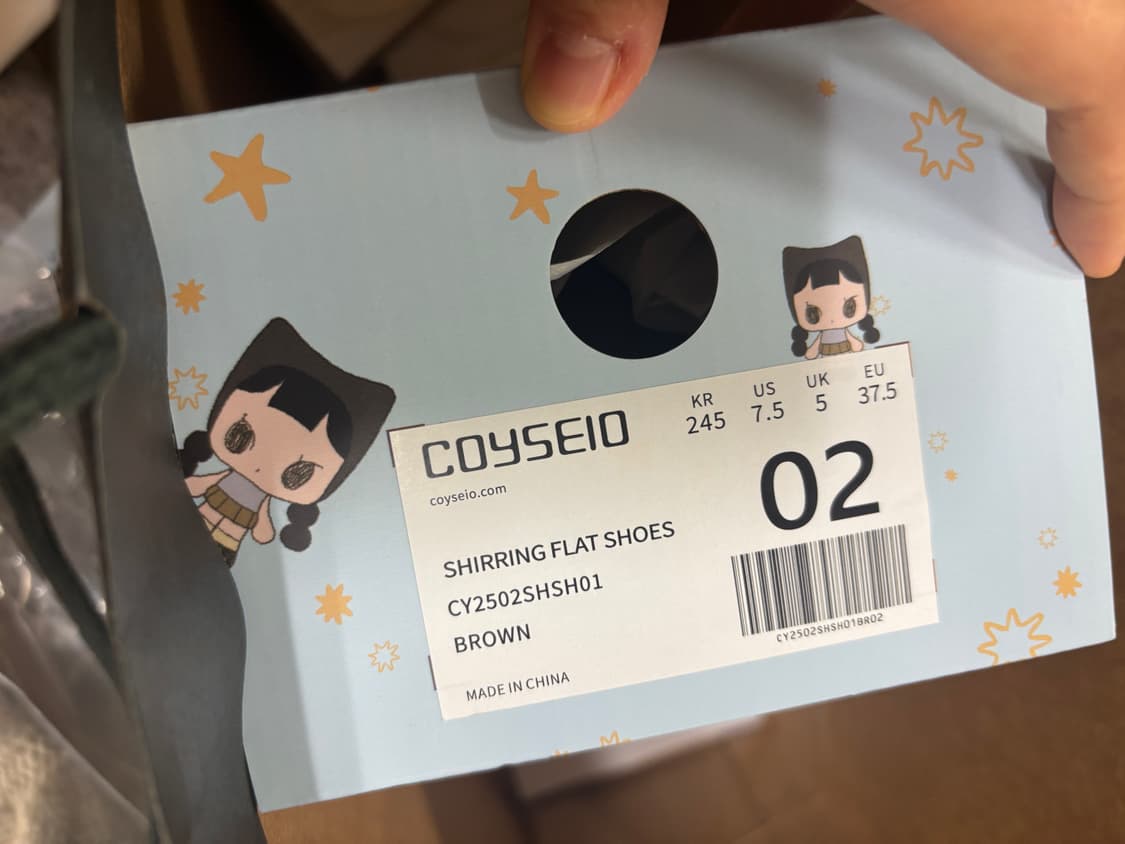 COYSEIO
coyseio.com
KR US UK EU
245 7.5 5 37.5
02
SHIRRING FLAT SHOES
CY2502SHSH01
BROWN
CY2502SHSH01BR02
MADE IN CHINA